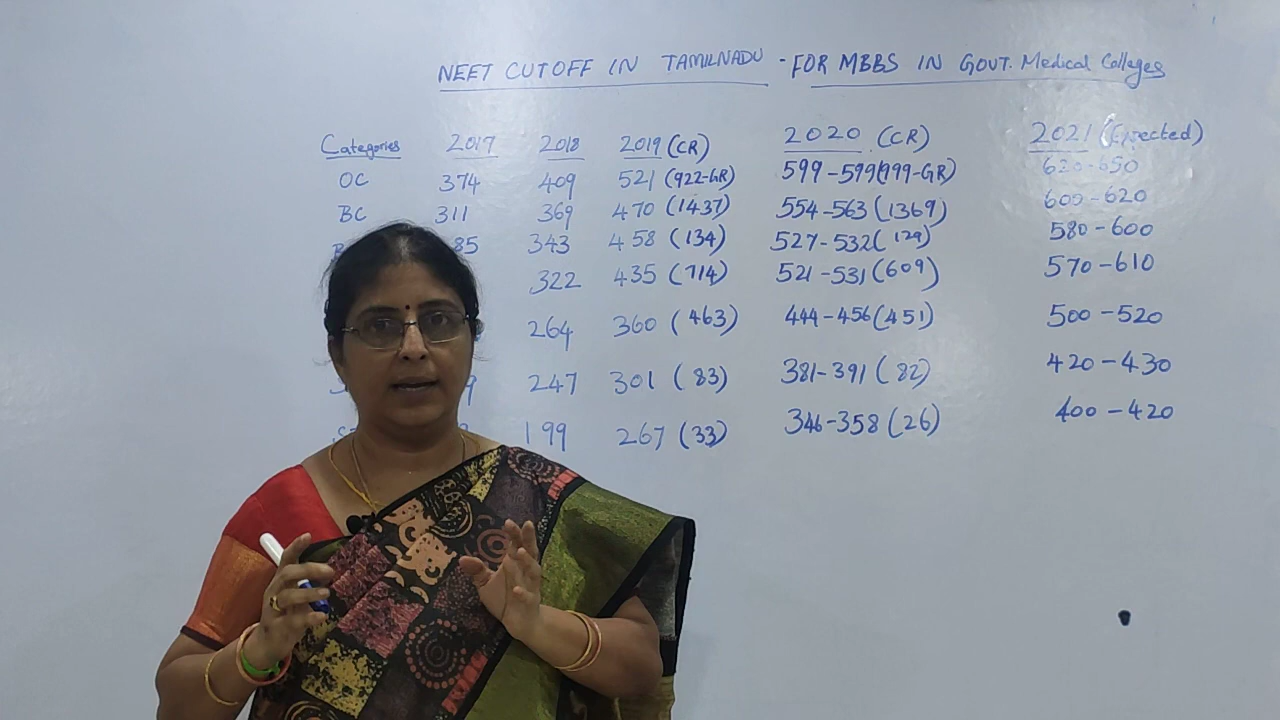 NEET CUTOFF IN TAMILNADU - FOR MBBS IN GOVT. Medical Colleges
Categories 2017 2018 2019 (CR) 2020 (CR) 2021 (Expected)
OC 374 409 521 (922-GR) 599-599(999-GR) 620-650
BC 311 369 470 (1437) 554-563 (1369) 600-620
85 343 458 (134) 527-532( 129) 580-600
322 435 (714) 521-531(609) 570-610
264 360 (463) 444-456(451) 500-520
247 301 (83) 381-391 (82) 420-430
199 267 (33) 346-358 (26) 400-420